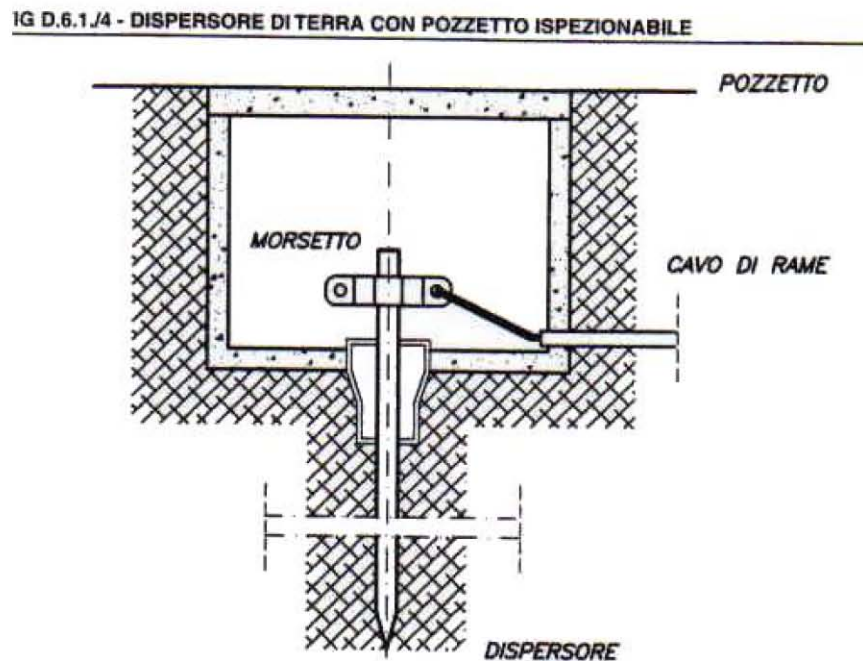 IG D.6.1./4 - DISPERSORE DI TERRA CON POZZETTO ISPEZIONABILE
POZZETTO
MORSETTO
CAVO DI RAME
DISPERSORE